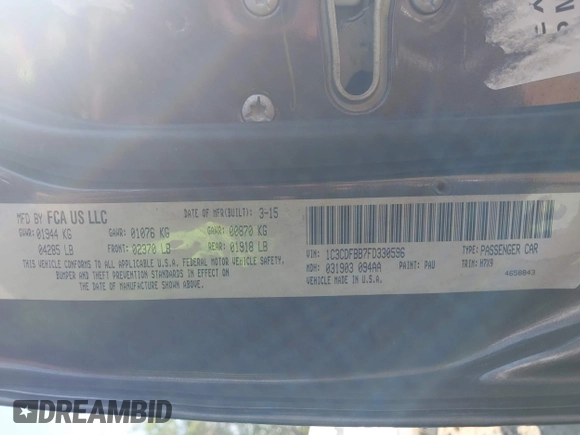 MFD BY FCA US LLC DATE OF MFR(BUILT): 3-15
GVWR:01944 KG GAWR:01076 KG GAWR:00870 KG
04285 LB FRONT:02370 LB REAR:01918 LB
THIS VEHICLE CONFORMS TO ALL APPLICABLE U.S.A. FEDERAL MOTOR VEHICLE SAFETY,
BUMPER AND THEFT PREVENTION STANDARDS IN EFFECT ON THE DATE
OF MANUFACTURE SHOWN ABOVE.
VIN: 1C3CDFBB7FD330596 TYPE:PASSENGER CAR
MDH: 031903 094AA PAINT: PAU TRIM: H7X9
VEHICLE MADE IN U.S.A. 4658843
DREAMBID